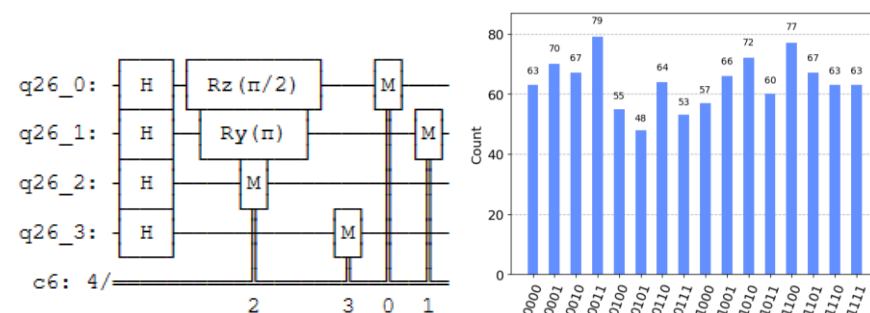 q26_0: H Rz(π/2) M
q26_1: H Ry(π) M
q26_2: H M
q26_3: H M
c6: 4/
2 3 0 1
Count
80
60
40
20
0
63 70 67 79 55 48 64 53 57 66 72 60 77 67 63 63
0000 0001 0010 0011 0100 0101 0110 0111 1000 1001 1010 1011 1100 1101 1110 1111